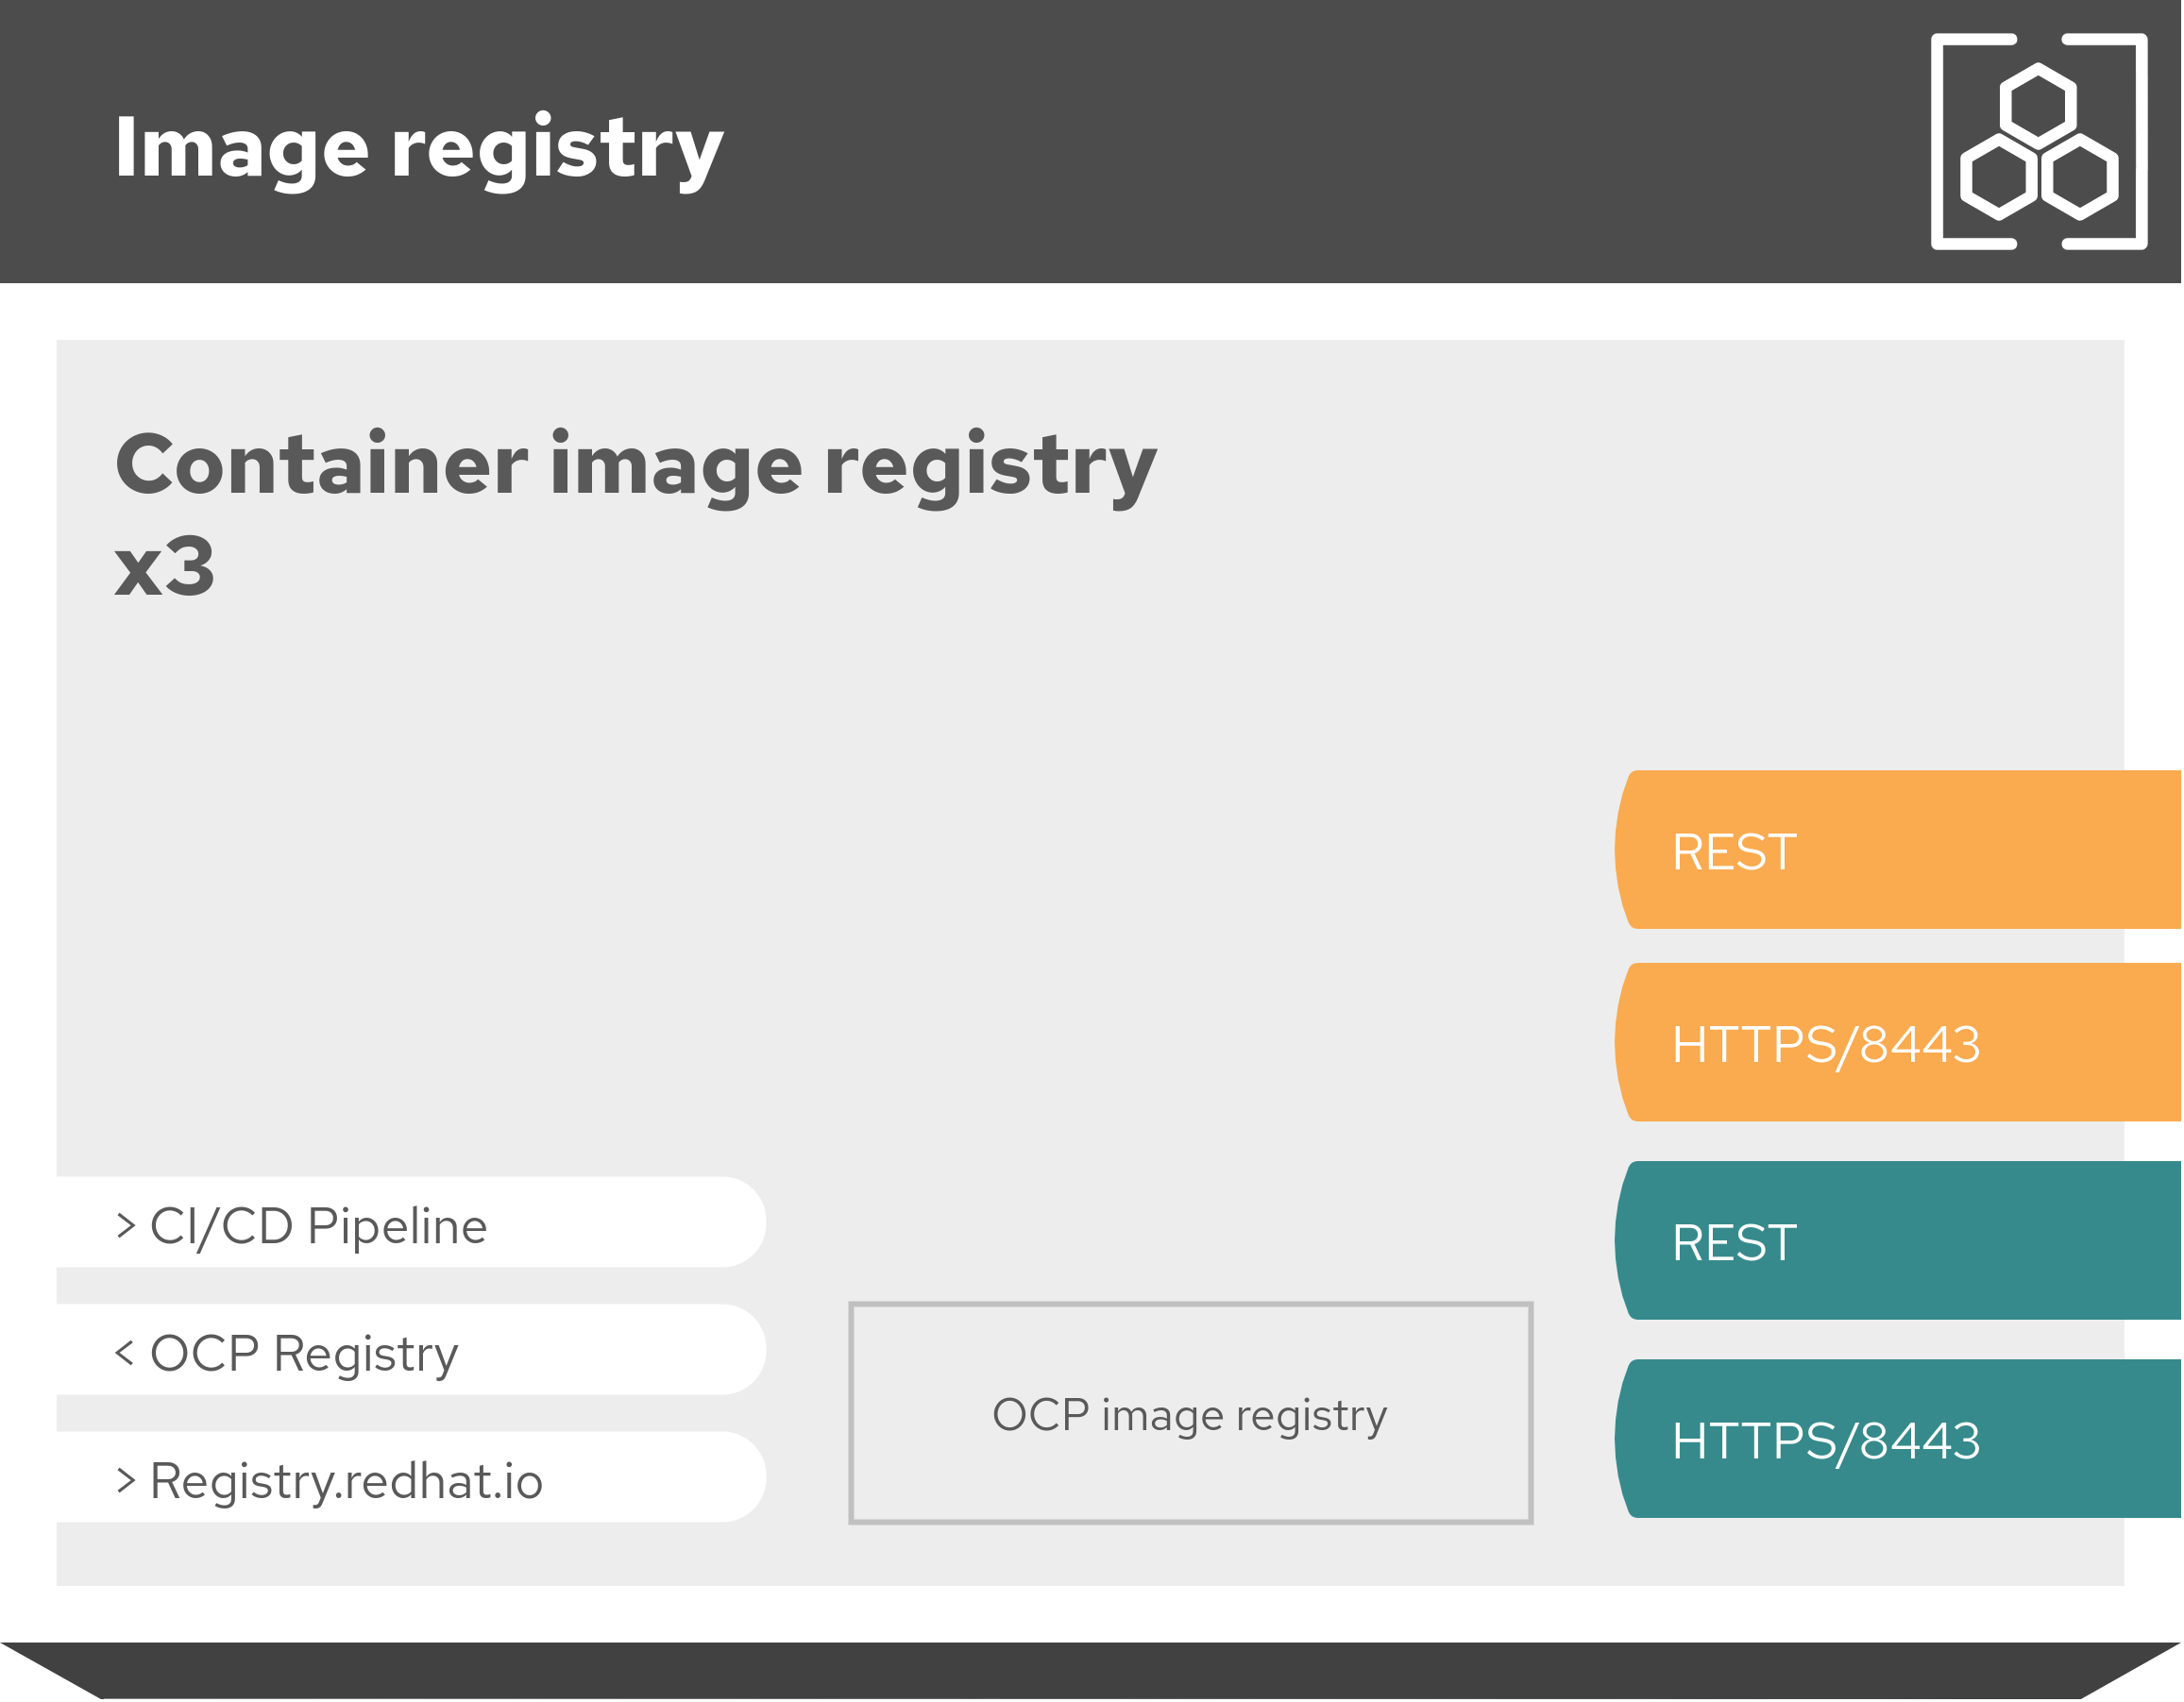 Image registry
Container image registry
x3
REST
HTTPS/8443
REST
HTTPS/8443
> CI/CD Pipeline
< OCP Registry
> Registry.redhat.io
OCP image registry